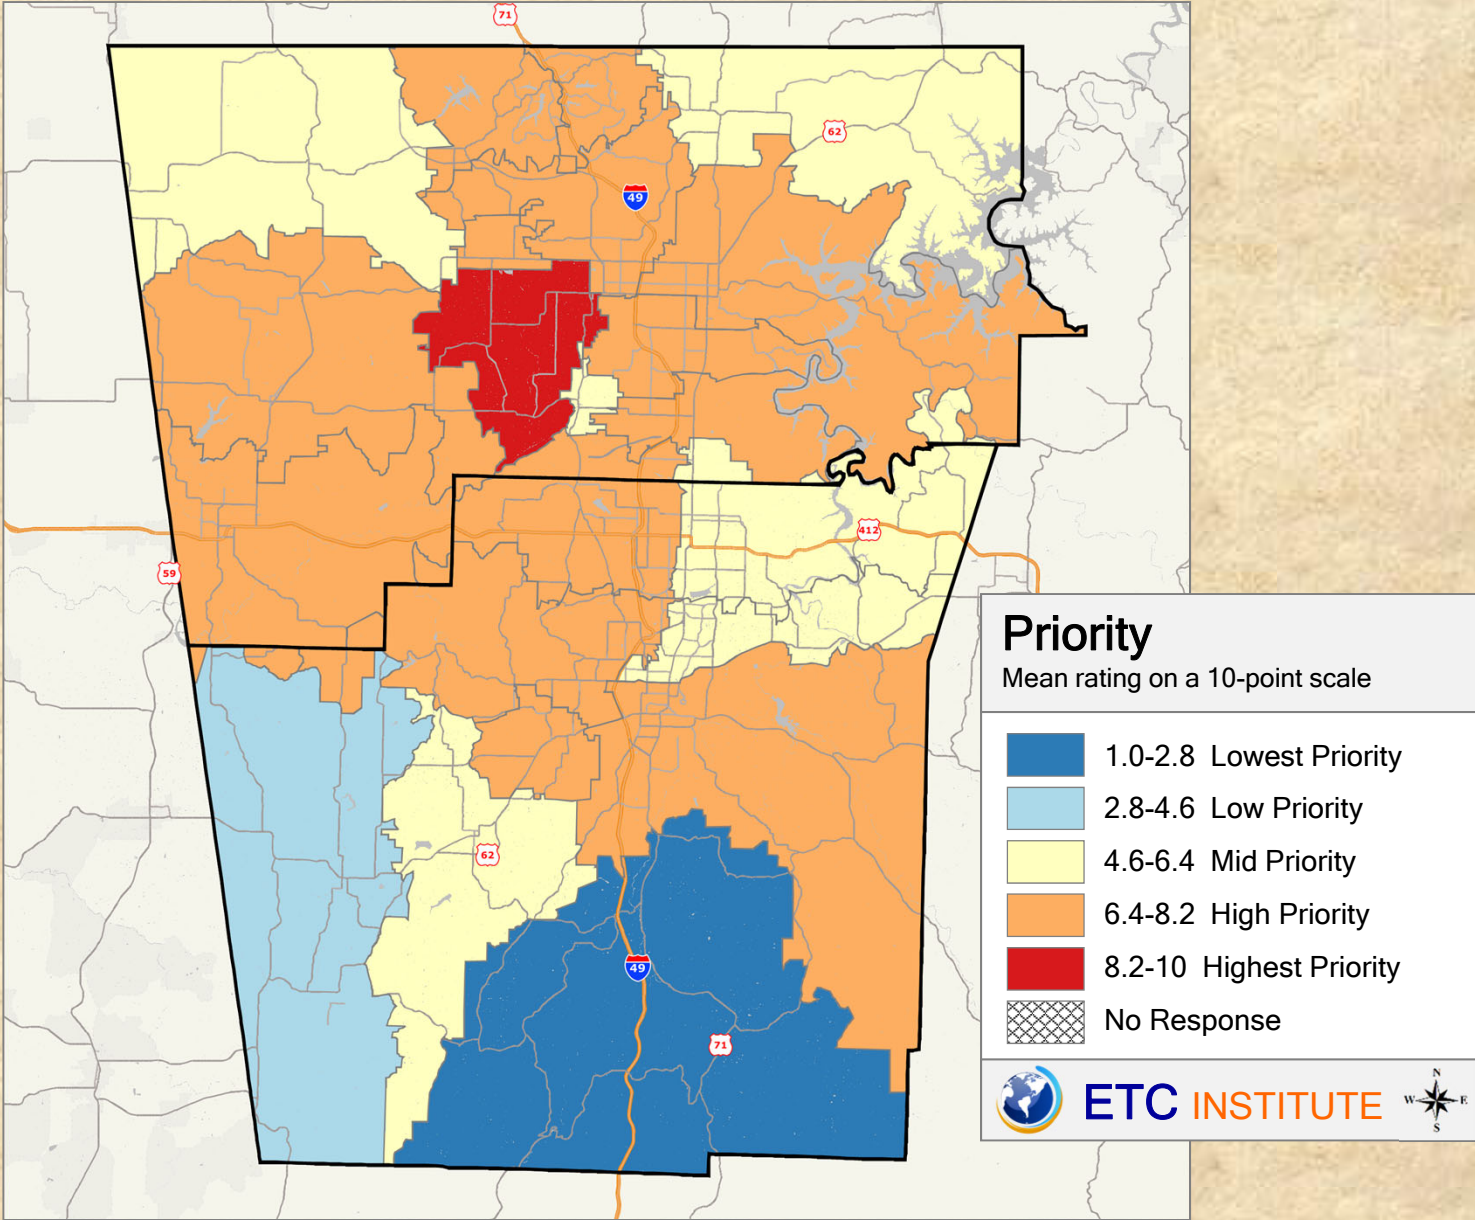 71
62
49
412
59
62
49
71
Priority
Mean rating on a 10-point scale
1.0-2.8 Lowest Priority
2.8-4.6 Low Priority
4.6-6.4 Mid Priority
6.4-8.2 High Priority
8.2-10 Highest Priority
No Response
N
ETC INSTITUTE W E
S